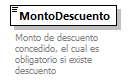 MontoDescuento
Monto de descuento
concedido, el cual es
obligatorio si existe
descuento